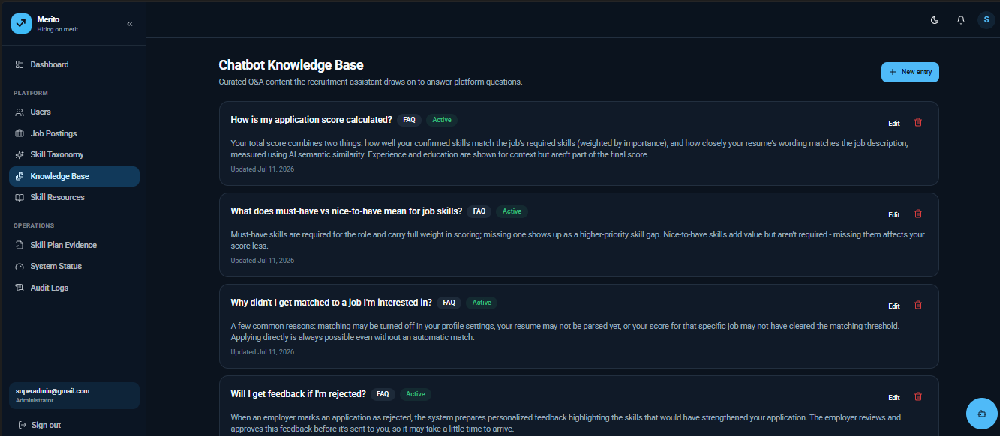 Merito
Hiring on merit.
Dashboard
PLATFORM
Users
Job Postings
Skill Taxonomy
Knowledge Base
Skill Resources
OPERATIONS
Skill Plan Evidence
System Status
Audit Logs
superadmin@gmail.com
Administrator
Sign out
S
Chatbot Knowledge Base
Curated Q&A content the recruitment assistant draws on to answer platform questions.
+ New entry
How is my application score calculated? FAQ Active
Edit
Your total score combines two things: how well your confirmed skills match the job's required skills (weighted by importance), and how closely your resume's wording matches the job description,
measured using AI semantic similarity. Experience and education are shown for context but aren't part of the final score.
Updated Jul 11, 2026
What does must-have vs nice-to-have mean for job skills? FAQ Active
Edit
Must-have skills are required for the role and carry full weight in scoring; missing one shows up as a higher-priority skill gap. Nice-to-have skills add value but aren't required - missing them affects your
score less.
Updated Jul 11, 2026
Why didn't I get matched to a job I'm interested in? FAQ Active
Edit
A few common reasons: matching may be turned off in your profile settings, your resume may not be parsed yet, or your score for that specific job may not have cleared the matching threshold.
Applying directly is always possible even without an automatic match.
Updated Jul 11, 2026
Will I get feedback if I'm rejected? FAQ Active
Edit
When an employer marks an application as rejected, the system prepares personalized feedback highlighting the skills that would have strengthened your application. The employer reviews and
approves this feedback before it's sent to you, so it may take a little time to arrive.